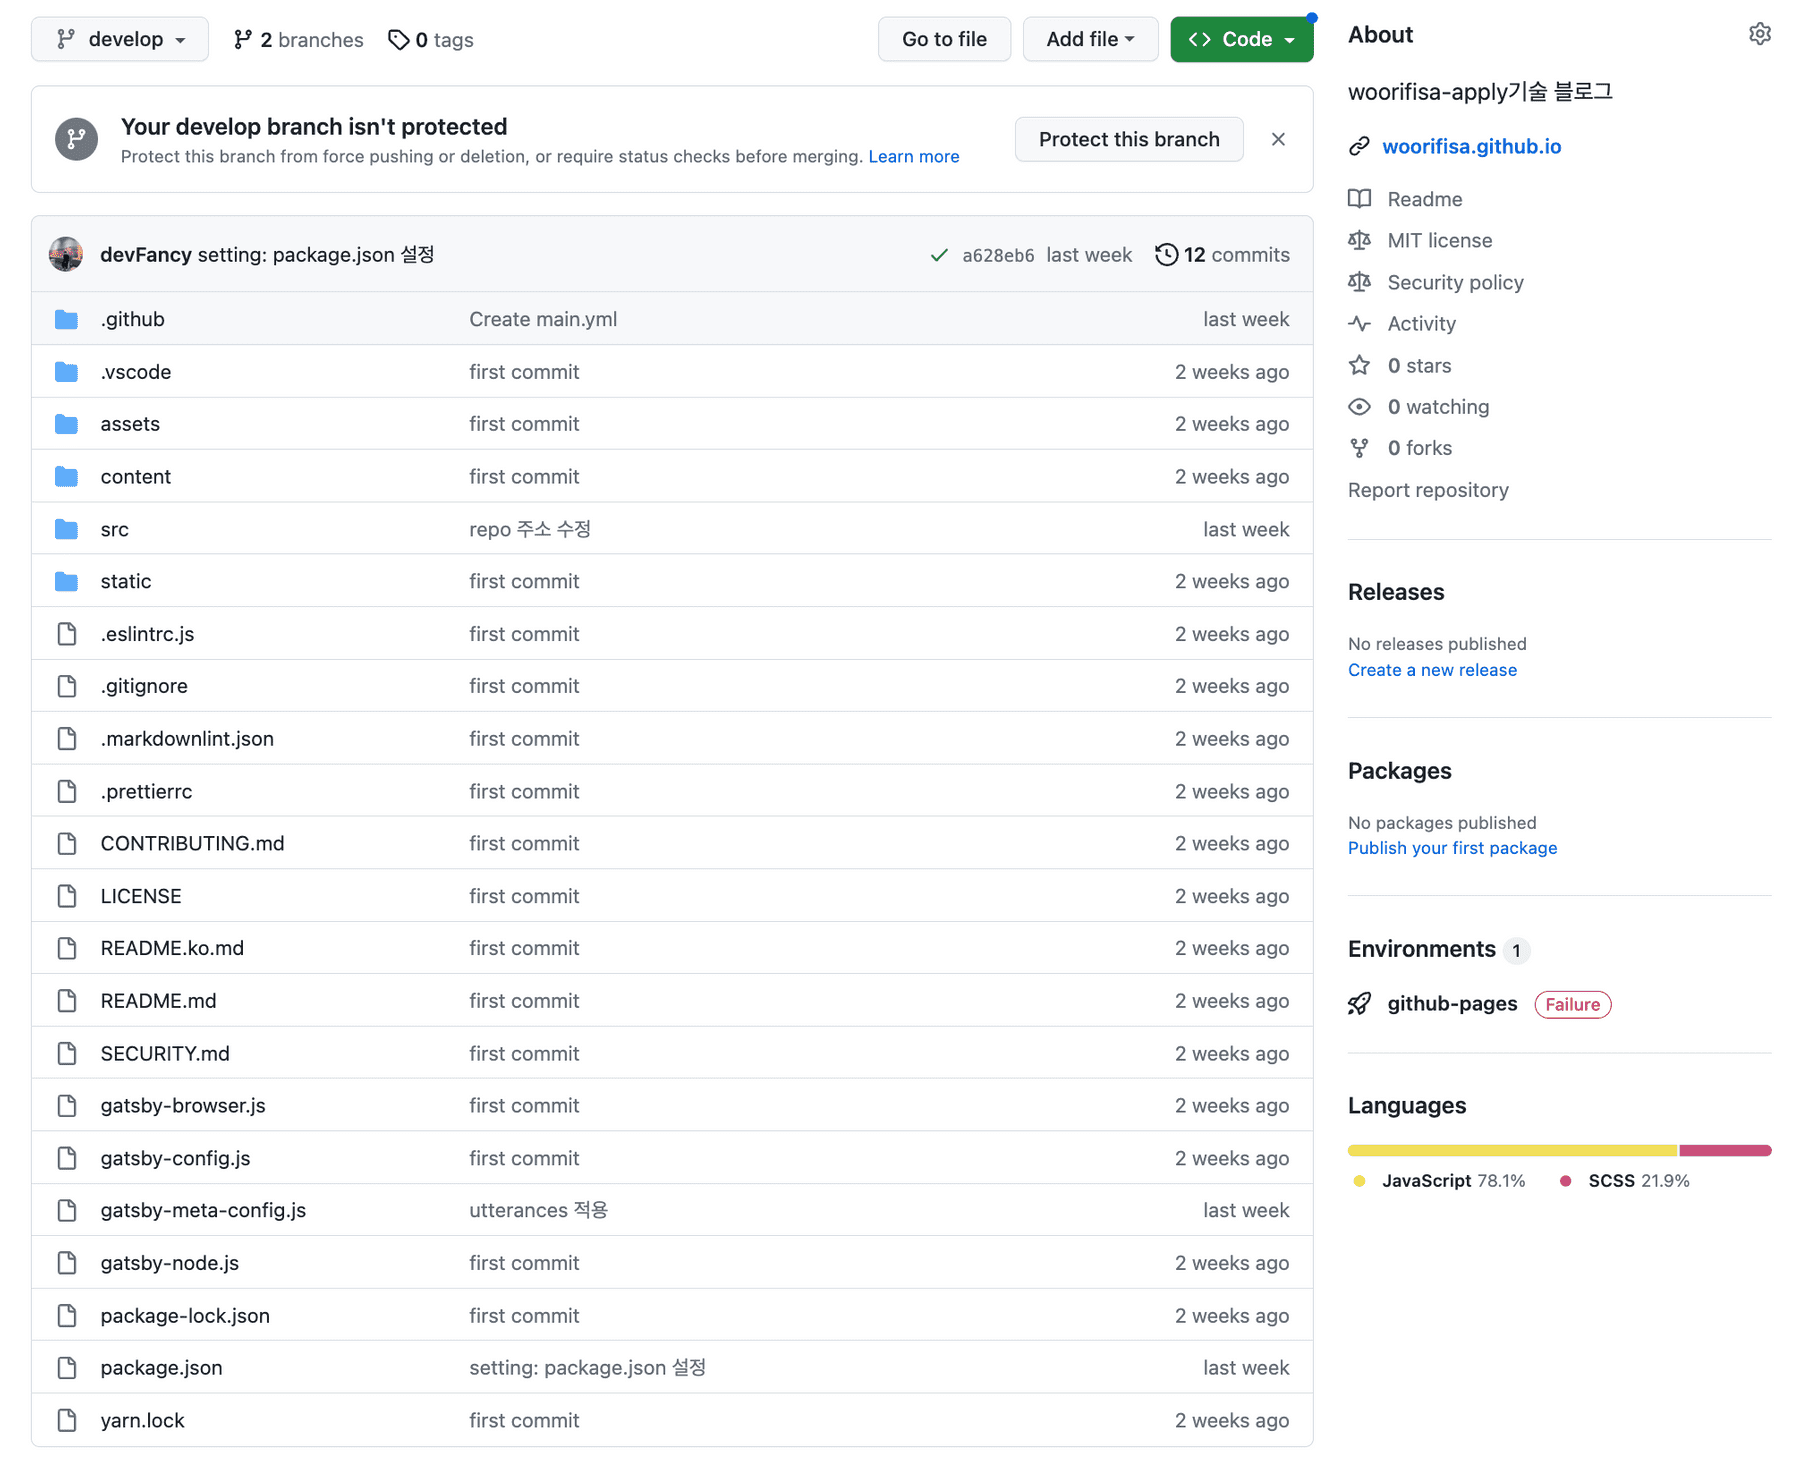 develop
2 branches
0 tags
Go to file
Add file
Code
Your develop branch isn't protected
Protect this branch from force pushing or deletion, or require status checks before merging. Learn more
Protect this branch
devFancy setting: package.json 설정
a628eb6 last week
12 commits
.github Create main.yml last week
.vscode first commit 2 weeks ago
assets first commit 2 weeks ago
content first commit 2 weeks ago
src repo 주소 수정 last week
static first commit 2 weeks ago
.eslintrc.js first commit 2 weeks ago
.gitignore first commit 2 weeks ago
.markdownlint.json first commit 2 weeks ago
.prettierrc first commit 2 weeks ago
CONTRIBUTING.md first commit 2 weeks ago
LICENSE first commit 2 weeks ago
README.ko.md first commit 2 weeks ago
README.md first commit 2 weeks ago
SECURITY.md first commit 2 weeks ago
gatsby-browser.js first commit 2 weeks ago
gatsby-config.js first commit 2 weeks ago
gatsby-meta-config.js utterances 적용 last week
gatsby-node.js first commit 2 weeks ago
package-lock.json first commit 2 weeks ago
package.json setting: package.json 설정 last week
yarn.lock first commit 2 weeks ago
About
woorifisa-apply기술 블로그
woorifisa.github.io
Readme
MIT license
Security policy
Activity
0 stars
0 watching
0 forks
Report repository
Releases
No releases published
Create a new release
Packages
No packages published
Publish your first package
Environments 1
github-pages Failure
Languages
JavaScript 78.1% SCSS 21.9%